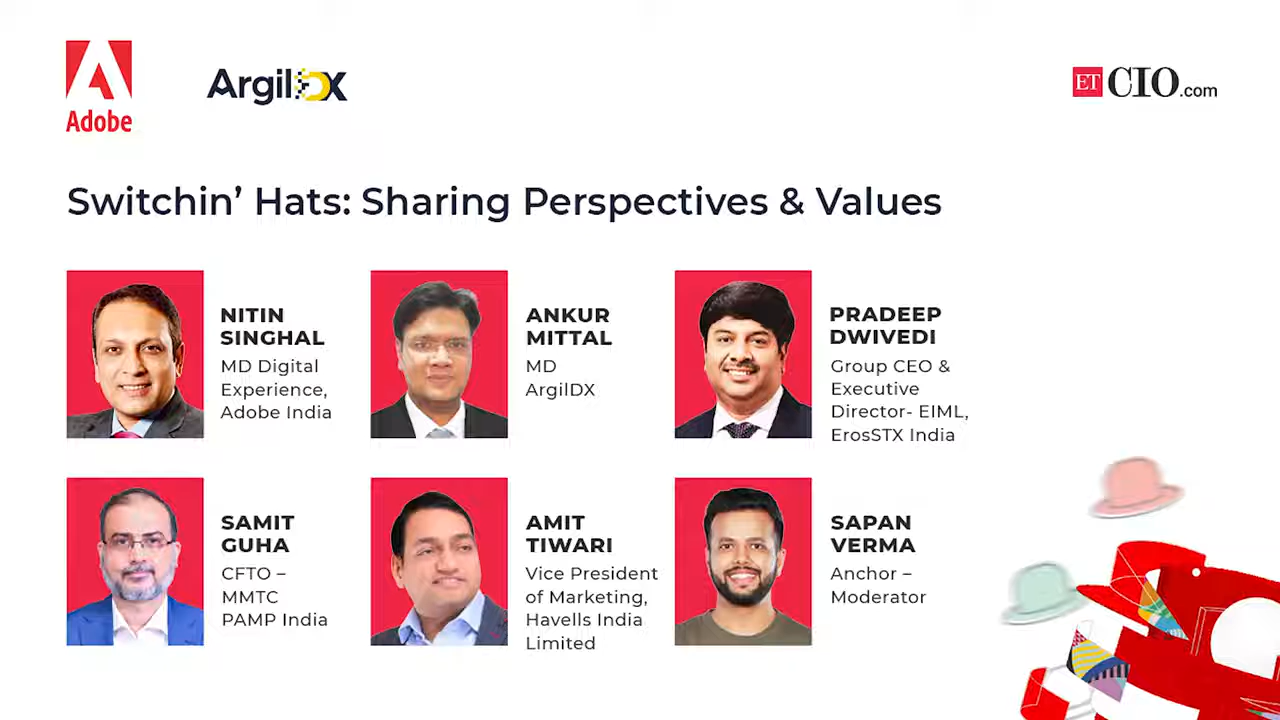 Adobe
ArgilDX
ET CIO.com
Switchin’ Hats: Sharing Perspectives & Values
NITIN
SINGHAL
MD Digital
Experience,
Adobe India
ANKUR
MITTAL
MD
ArgilDX
PRADEEP
DWIVEDI
Group CEO &
Executive
Director- EIML,
ErosSTX India
SAMIT
GUHA
CFTO –
MMTC
PAMP India
AMIT
TIWARI
Vice President
of Marketing,
Havells India
Limited
SAPAN
VERMA
Anchor –
Moderator